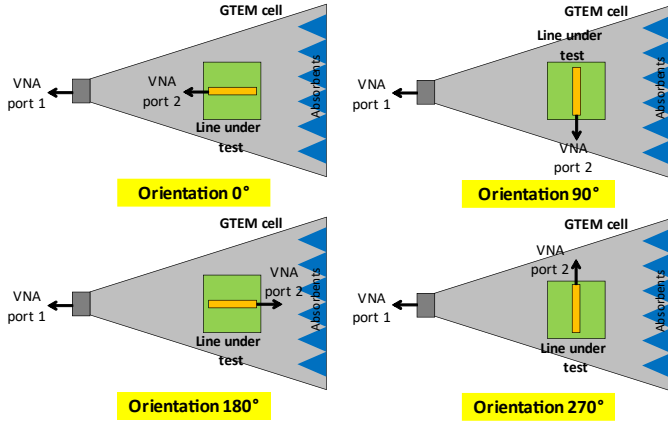 GTEM cell
VNA
port 1
VNA
port 2
Line under
test
Absorbents
Orientation 0°
GTEM cell
Line under
test
VNA
port 1
VNA
port 2
Absorbents
Orientation 90°
GTEM cell
VNA
port 1
VNA
port 2
Line under
test
Absorbents
Orientation 180°
GTEM cell
VNA
port 2
VNA
port 1
Line under
test
Absorbents
Orientation 270°